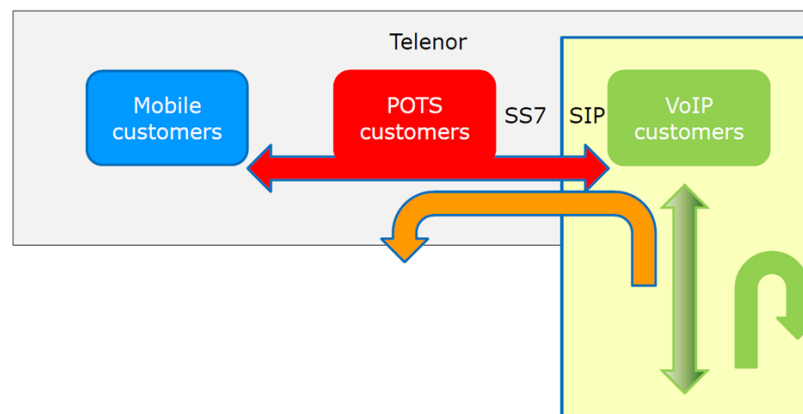 Telenor
Mobile
customers
POTS
customers
SS7
SIP
VoIP
customers